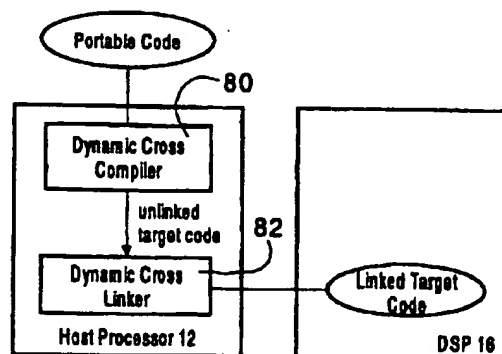 Portable Code
80
Dynamic Cross
Compiler
unlinked
target code
82
Dynamic Cross
Linker
Linked Target
Code
Host Processor 12
DSP 16